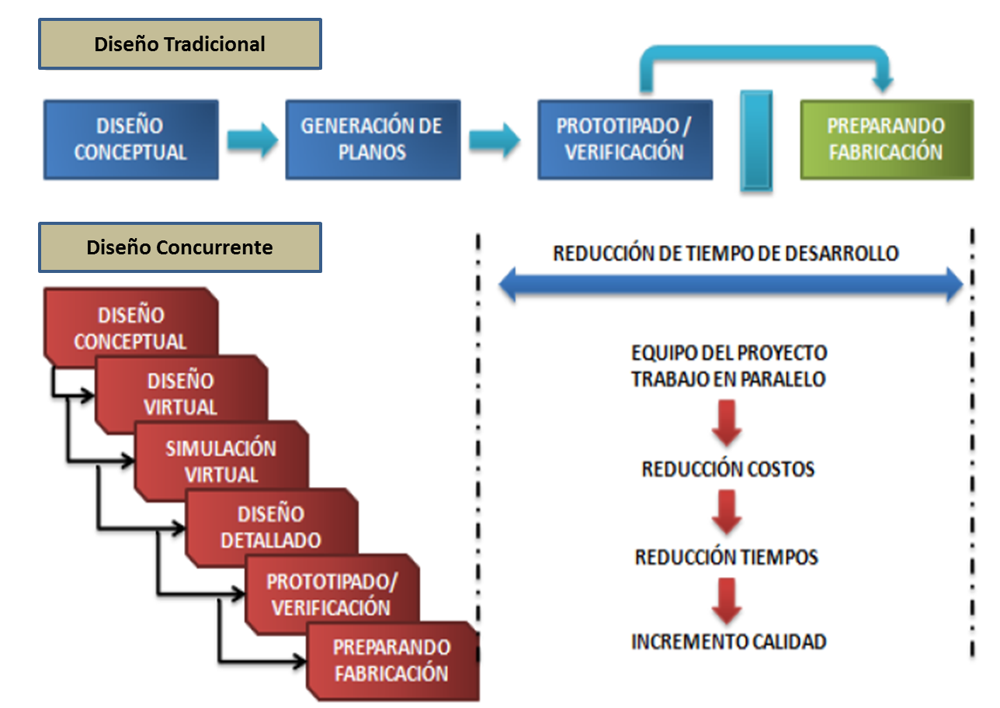 Diseño Tradicional
DISEÑO
CONCEPTUAL
GENERACIÓN DE
PLANOS
PROTOTIPADO /
VERIFICACIÓN
PREPARANDO
FABRICACIÓN
Diseño Concurrente
DISEÑO
CONCEPTUAL
DISEÑO
VIRTUAL
SIMULACIÓN
VIRTUAL
DISEÑO
DETALLADO
PROTOTIPADO/
VERIFICACIÓN
PREPARANDO
FABRICACIÓN
REDUCCIÓN DE TIEMPO DE DESARROLLO
EQUIPO DEL PROYECTO
TRABAJO EN PARALELO
REDUCCIÓN COSTOS
REDUCCIÓN TIEMPOS
INCREMENTO CALIDAD